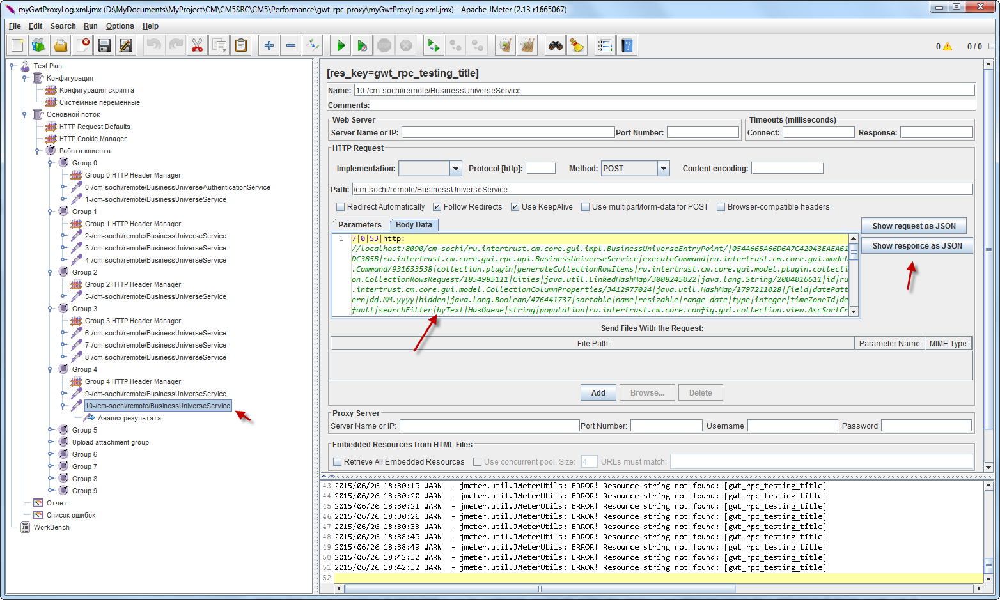 myGwtProxyLog.xml.jmx (D:\MyDocuments\MyProject\CM\CM5SRC\CM5\Performance\gwt-rpc-proxy\myGwtProxyLog.xml.jmx) - Apache JMeter (2.13 r1665067)
File Edit Search Run Options Help
0 0 / 0
Test Plan
Конфигурация
Конфигурация скрипта
Системные переменные
Основной поток
HTTP Request Defaults
HTTP Cookie Manager
Работа клиента
Group 0
Group 0 HTTP Header Manager
0-/cm-sochi/remote/BusinessUniverseAuthenticationService
1-/cm-sochi/remote/BusinessUniverseService
Group 1
Group 1 HTTP Header Manager
2-/cm-sochi/remote/BusinessUniverseService
3-/cm-sochi/remote/BusinessUniverseService
4-/cm-sochi/remote/BusinessUniverseService
Group 2
Group 2 HTTP Header Manager
5-/cm-sochi/remote/BusinessUniverseService
Group 3
Group 3 HTTP Header Manager
6-/cm-sochi/remote/BusinessUniverseService
7-/cm-sochi/remote/BusinessUniverseService
8-/cm-sochi/remote/BusinessUniverseService
Group 4
Group 4 HTTP Header Manager
9-/cm-sochi/remote/BusinessUniverseService
10-/cm-sochi/remote/BusinessUniverseService
Анализ результата
Group 5
Upload attachment group
Group 6
Group 7
Group 8
Group 9
Отчет
Список ошибок
WorkBench
[res_key=gwt_rpc_testing_title]
Name: 10-/cm-sochi/remote/BusinessUniverseService
Comments:
Web Server
Server Name or IP: Port Number:
Timeouts (milliseconds)
Connect: Response:
HTTP Request
Implementation: Protocol [http]: Method: POST Content encoding:
Path: /cm-sochi/remote/BusinessUniverseService
Redirect Automatically Follow Redirects Use KeepAlive Use multipart/form-data for POST Browser-compatible headers
Parameters Body Data
Show request as JSON
Show responce as JSON
1 7|0|53|http:
//localhost:8090/cm-sochi/ru.intertrust.cm.core.gui.impl.BusinessUniverseEntryPoint/|054A665A66D6A7C42043EAEA61
DC385B|ru.intertrust.cm.core.gui.rpc.api.BusinessUniverseService|executeCommand|ru.intertrust.cm.core.gui.model
.Command/931633538|collection.plugin|generateCollectionRowItems|ru.intertrust.cm.core.gui.model.plugin.collecti
on.CollectionRowsRequest/1854985111|Cities|java.util.LinkedHashMap/3008245022|java.lang.String/2004016611|id|ru
.intertrust.cm.core.gui.model.CollectionColumnProperties/3412977024|java.util.HashMap/1797211028|field|datePatt
ern|dd.MM.yyyy|hidden|java.lang.Boolean/476441737|sortable|name|resizable|range-date|type|integer|timeZoneId|de
fault|searchFilter|byText|Название|string|population|ru.intertrust.cm.core.config.gui.collection.view.AscSortCr
Send Files With the Request:
File Path: Parameter Name: MIME Type:
Add Browse... Delete
Proxy Server
Server Name or IP: Port Number: Username Password
Embedded Resources from HTML Files
Retrieve All Embedded Resources Use concurrent pool. Size: 4 URLs must match:
43 2015/06/26 18:30:19 WARN - jmeter.util.JMeterUtils: ERROR! Resource string not found: [gwt_rpc_testing_title]
44 2015/06/26 18:30:20 WARN - jmeter.util.JMeterUtils: ERROR! Resource string not found: [gwt_rpc_testing_title]
45 2015/06/26 18:30:21 WARN - jmeter.util.JMeterUtils: ERROR! Resource string not found: [gwt_rpc_testing_title]
46 2015/06/26 18:30:26 WARN - jmeter.util.JMeterUtils: ERROR! Resource string not found: [gwt_rpc_testing_title]
47 2015/06/26 18:30:33 WARN - jmeter.util.JMeterUtils: ERROR! Resource string not found: [gwt_rpc_testing_title]
48 2015/06/26 18:38:49 WARN - jmeter.util.JMeterUtils: ERROR! Resource string not found: [gwt_rpc_testing_title]
49 2015/06/26 18:38:49 WARN - jmeter.util.JMeterUtils: ERROR! Resource string not found: [gwt_rpc_testing_title]
50 2015/06/26 18:42:32 WARN - jmeter.util.JMeterUtils: ERROR! Resource string not found: [gwt_rpc_testing_title]
51 2015/06/26 18:42:32 WARN - jmeter.util.JMeterUtils: ERROR! Resource string not found: [gwt_rpc_testing_title]
52